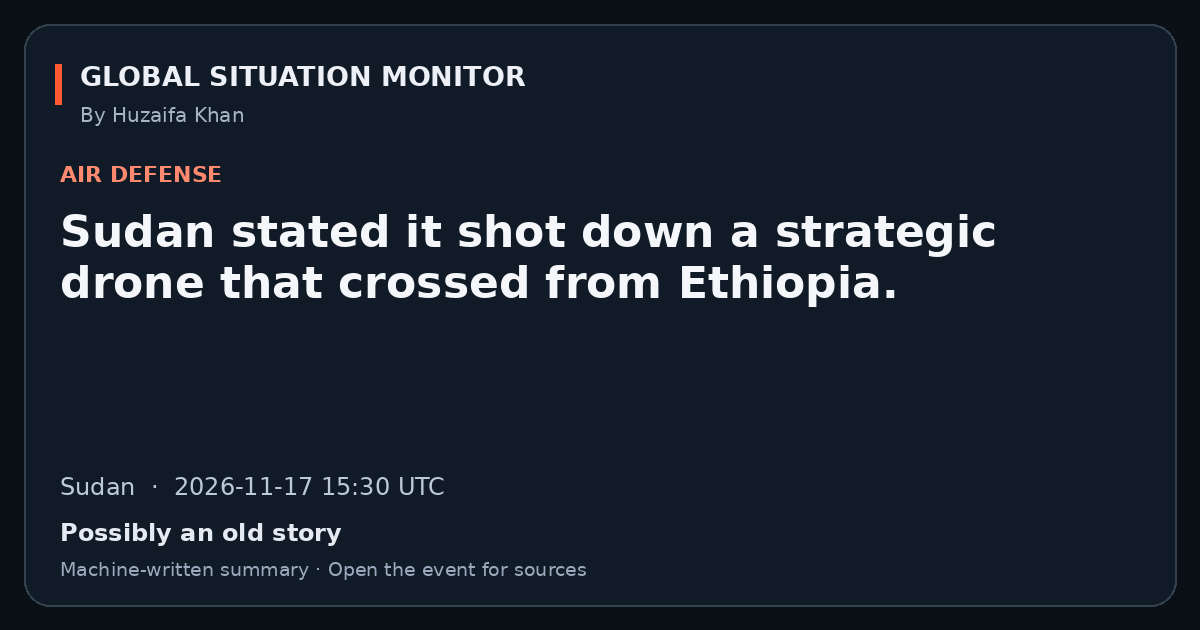 GLOBAL SITUATION MONITOR
By Huzaifa Khan
AIR DEFENSE
Sudan stated it shot down a strategic
drone that crossed from Ethiopia.
Sudan · 2026-11-17 15:30 UTC
Possibly an old story
Machine-written summary · Open the event for sources